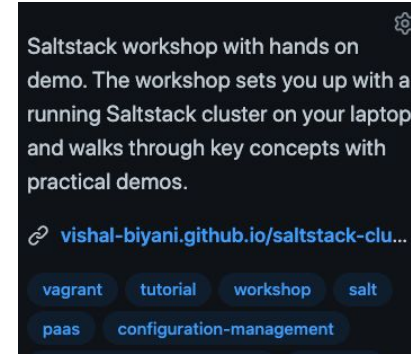 Saltstack workshop with hands on
demo. The workshop sets you up with a
running Saltstack cluster on your laptop
and walks through key concepts with
practical demos.
vishal-biyani.github.io/saltstack-clu...
vagrant tutorial workshop salt
paas configuration-management